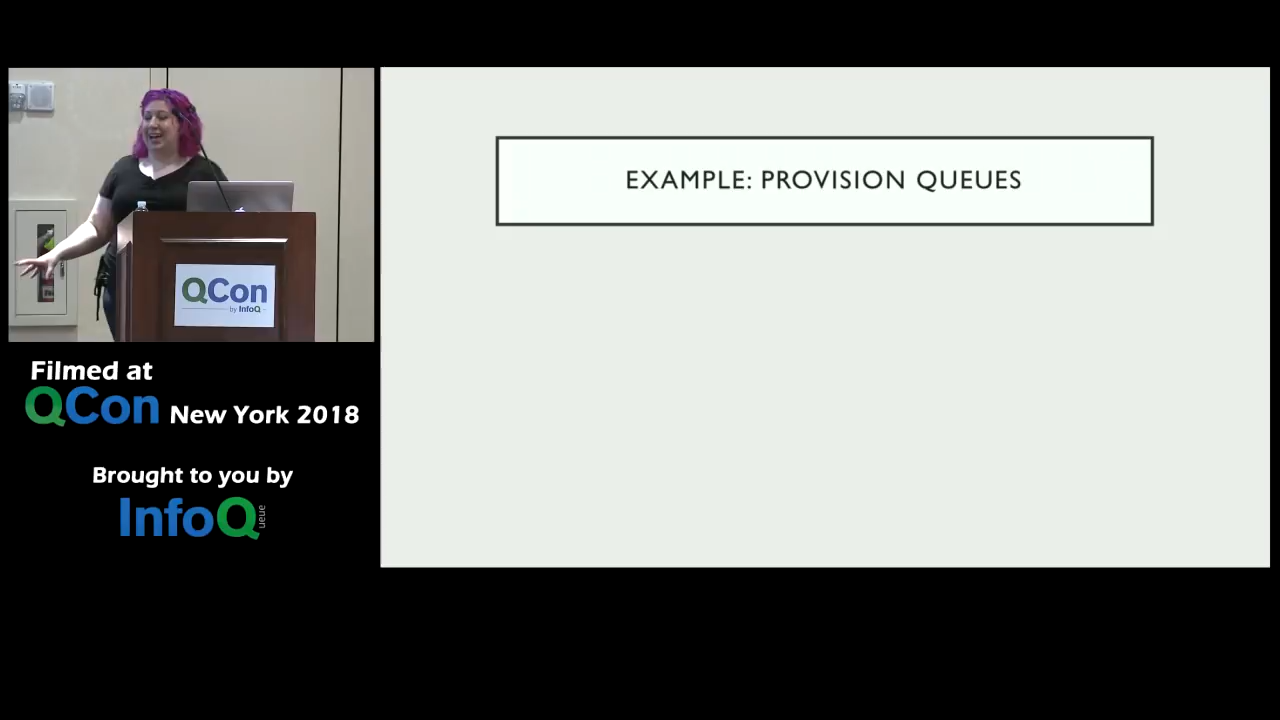 EXAMPLE: PROVISION QUEUES
QCon
by InfoQ
Filmed at
QCon New York 2018
Brought to you by
InfoQ
ueue